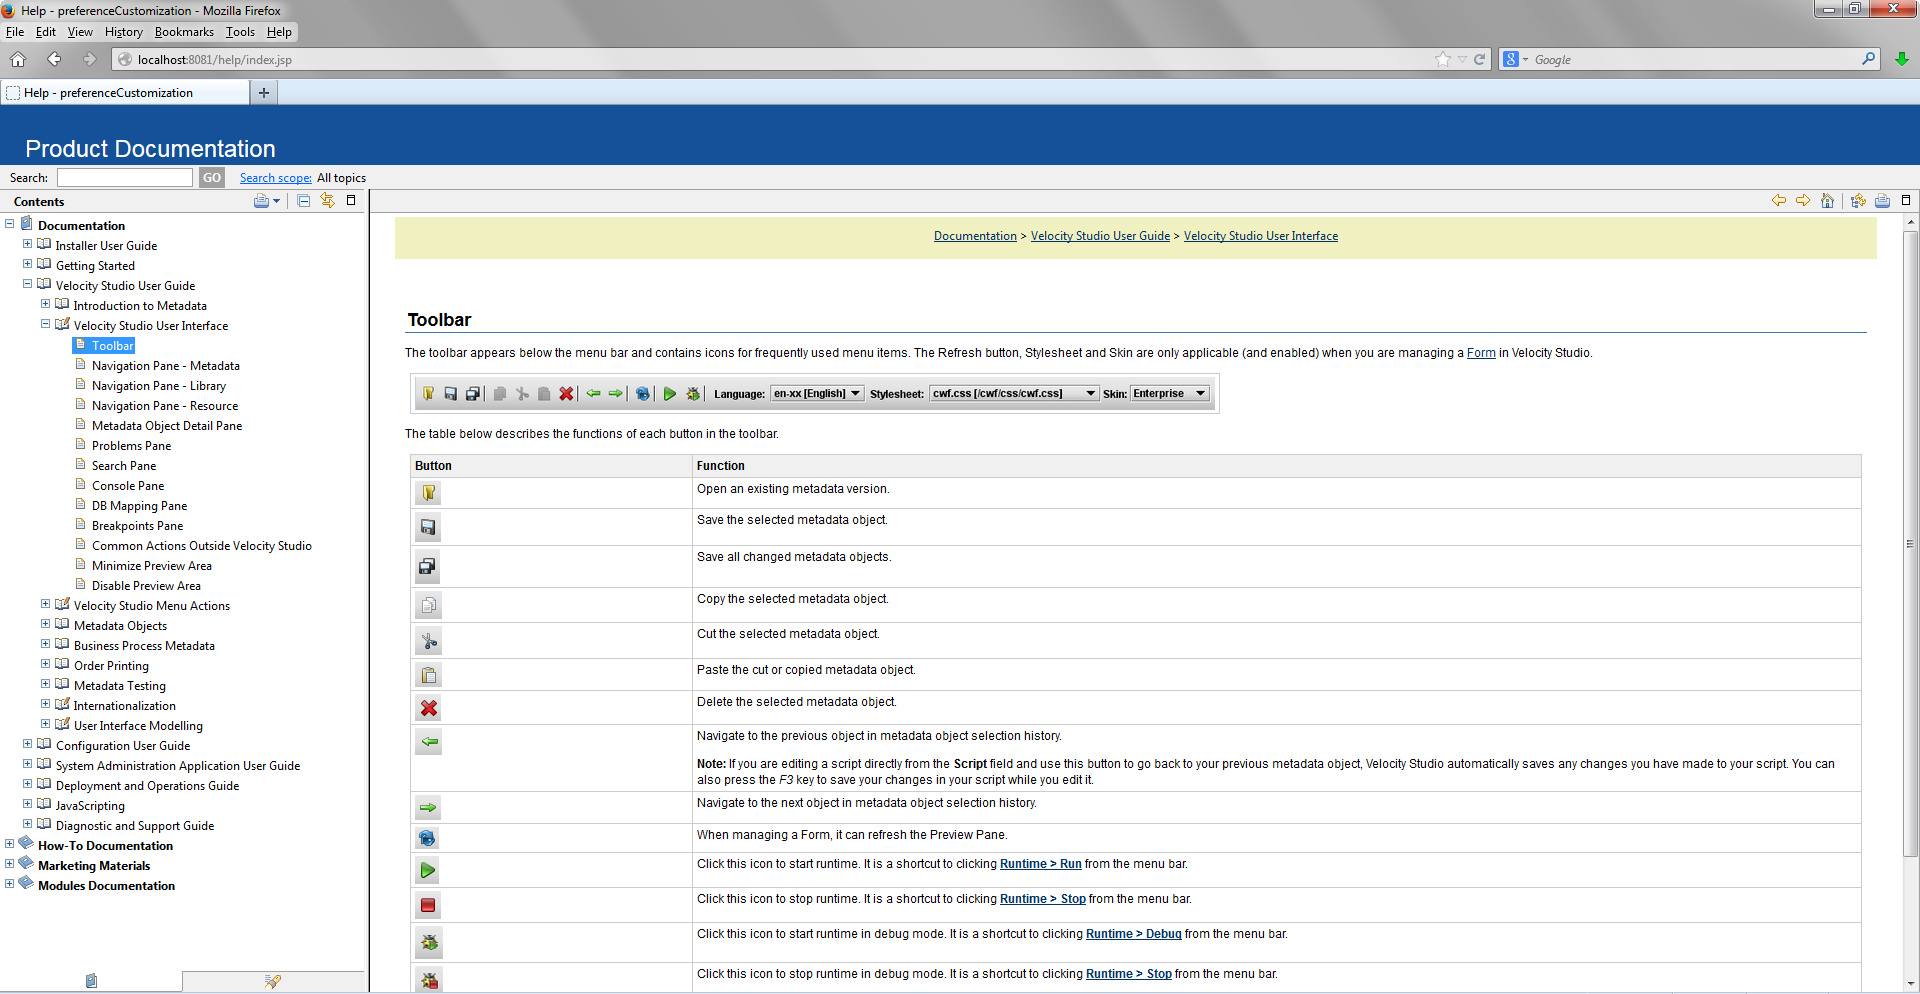 Help - preferenceCustomization - Mozilla Firefox
File Edit View History Bookmarks Tools Help
localhost:8081/help/index.jsp
Google
Help - preferenceCustomization
Product Documentation
Search: GO Search scope: All topics
Contents
Documentation
Installer User Guide
Getting Started
Velocity Studio User Guide
Introduction to Metadata
Velocity Studio User Interface
Toolbar
Navigation Pane - Metadata
Navigation Pane - Library
Navigation Pane - Resource
Metadata Object Detail Pane
Problems Pane
Search Pane
Console Pane
DB Mapping Pane
Breakpoints Pane
Common Actions Outside Velocity Studio
Minimize Preview Area
Disable Preview Area
Velocity Studio Menu Actions
Metadata Objects
Business Process Metadata
Order Printing
Metadata Testing
Internationalization
User Interface Modelling
Configuration User Guide
System Administration Application User Guide
Deployment and Operations Guide
JavaScripting
Diagnostic and Support Guide
How-To Documentation
Marketing Materials
Modules Documentation
Documentation > Velocity Studio User Guide > Velocity Studio User Interface
Toolbar
The toolbar appears below the menu bar and contains icons for frequently used menu items. The Refresh button, Stylesheet and Skin are only applicable (and enabled) when you are managing a Form in Velocity Studio.
Language: en-xx [English] Stylesheet: cwf.css [/cwf/css/cwf.css] Skin: Enterprise
The table below describes the functions of each button in the toolbar.
Button Function
Open an existing metadata version.
Save the selected metadata object.
Save all changed metadata objects.
Copy the selected metadata object.
Cut the selected metadata object.
Paste the cut or copied metadata object.
Delete the selected metadata object.
Navigate to the previous object in metadata object selection history.
Note: If you are editing a script directly from the Script field and use this button to go back to your previous metadata object, Velocity Studio automatically saves any changes you have made to your script. You can
also press the F3 key to save your changes in your script while you edit it.
Navigate to the next object in metadata object selection history.
When managing a Form, it can refresh the Preview Pane.
Click this icon to start runtime. It is a shortcut to clicking Runtime > Run from the menu bar.
Click this icon to stop runtime. It is a shortcut to clicking Runtime > Stop from the menu bar.
Click this icon to start runtime in debug mode. It is a shortcut to clicking Runtime > Debug from the menu bar.
Click this icon to stop runtime in debug mode. It is a shortcut to clicking Runtime > Stop from the menu bar.